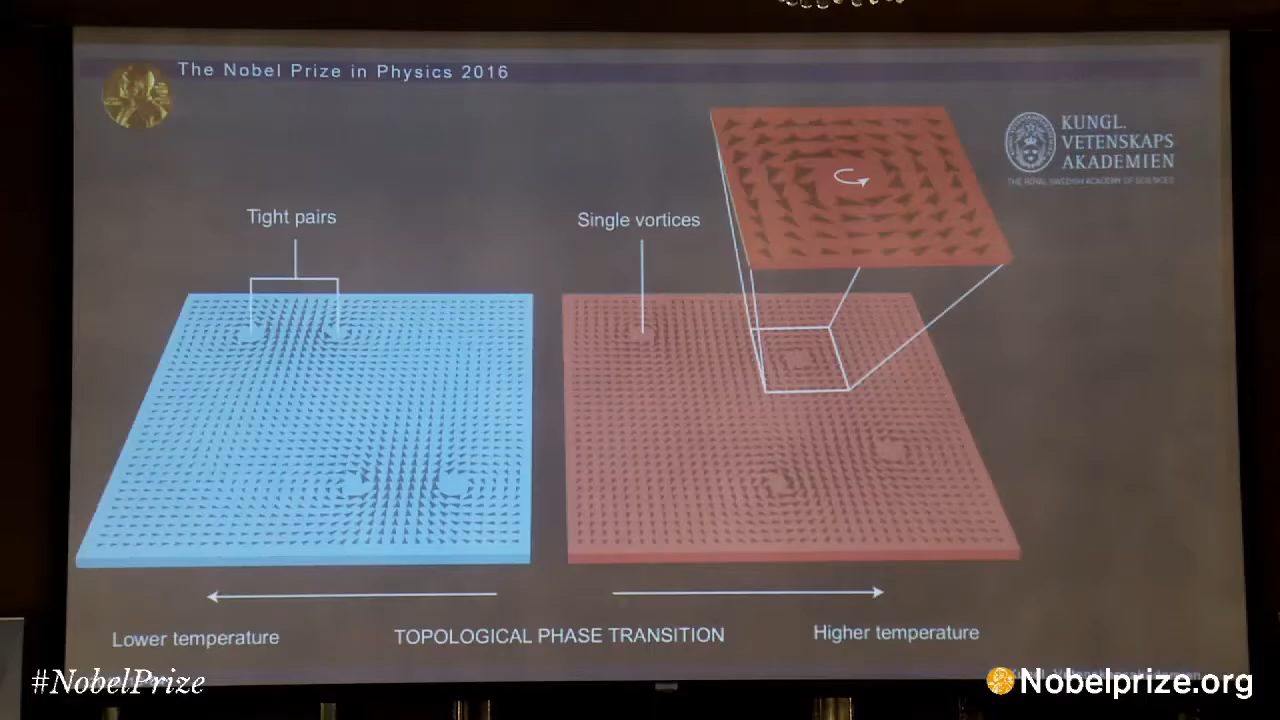 The Nobel Prize in Physics 2016
KUNGL.
VETENSKAPS
AKADEMIEN
THE ROYAL SWEDISH ACADEMY OF SCIENCES
Tight pairs
Single vortices
Lower temperature
TOPOLOGICAL PHASE TRANSITION
Higher temperature
#NobelPrize
Nobelprize.org